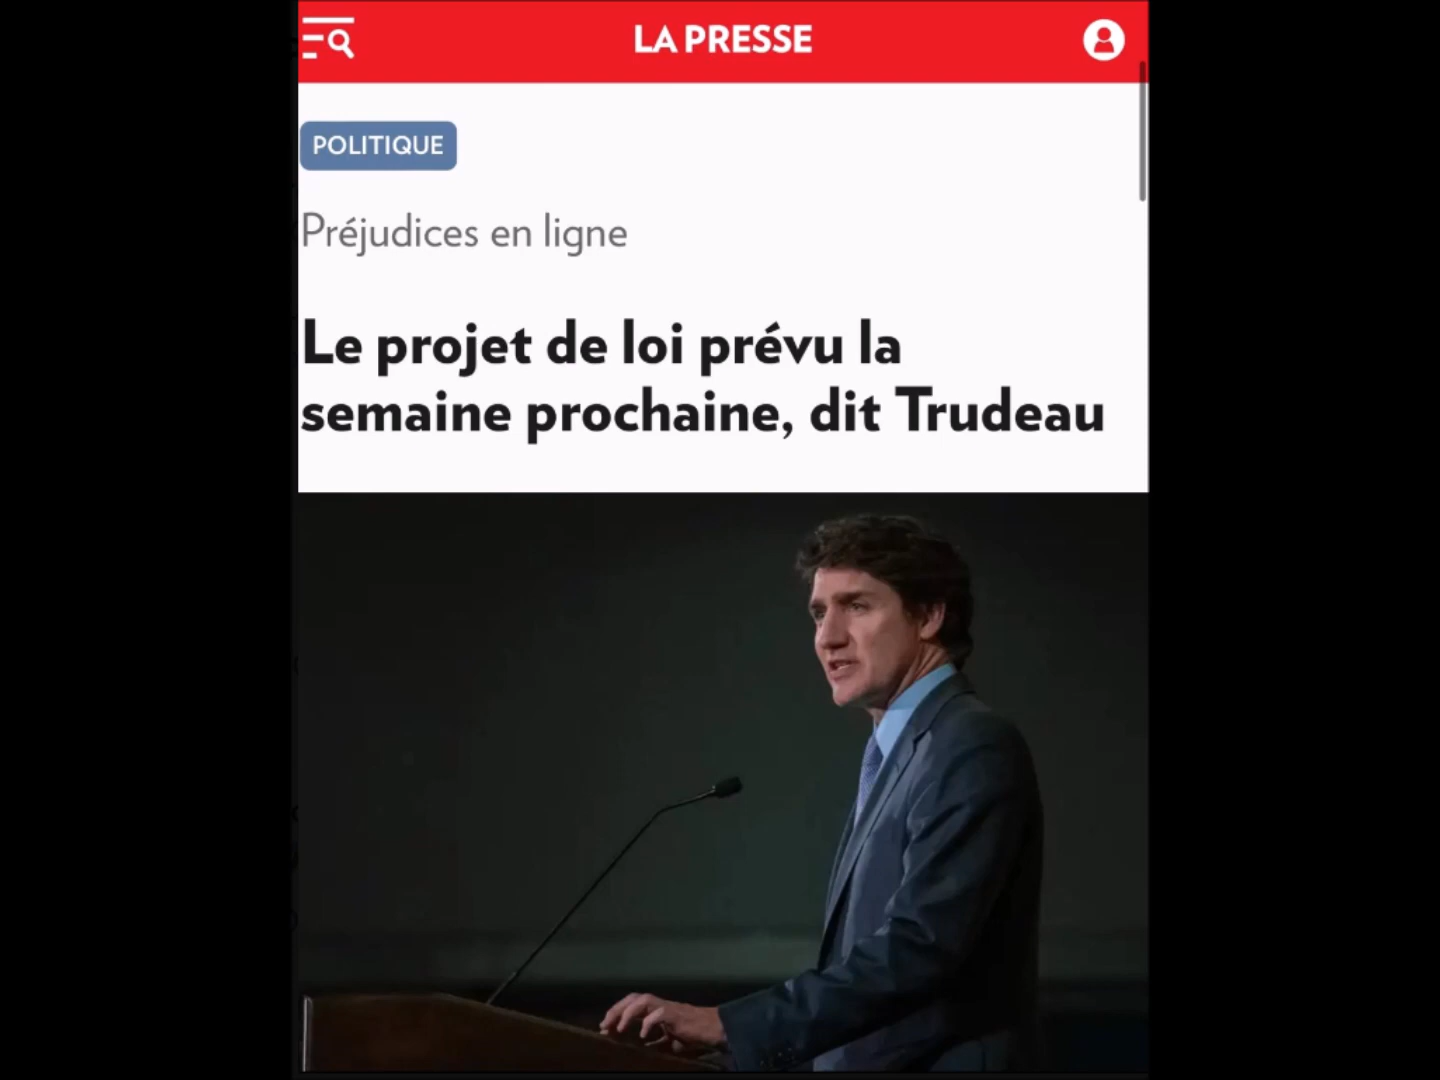 LA PRESSE
POLITIQUE
Préjudices en ligne
Le projet de loi prévu la
semaine prochaine, dit Trudeau